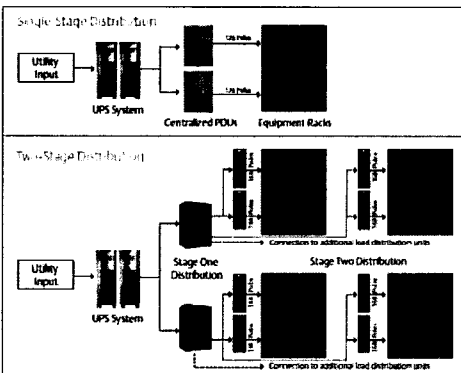 Single-Stage Distribution
Utility
Input
UPS System
Centralized PDUs
Equipment Racks
Two-Stage Distribution
Utility
Input
UPS System
Stage One
Distribution
Stage Two Distribution
Connection to additional load distribution units
Connection to additional load distribution units